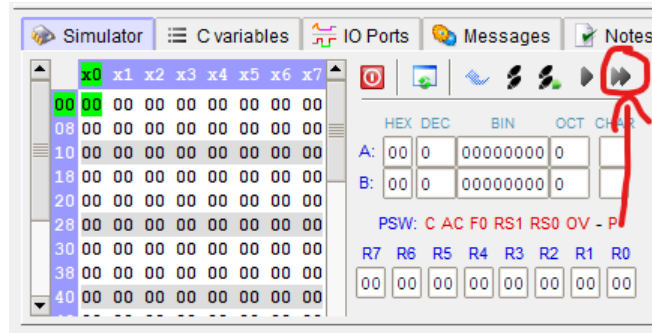 Simulator C variables IO Ports Messages Notes
x0 x1 x2 x3 x4 x5 x6 x7
00 00 00 00 00 00 00 00 00
08 00 00 00 00 00 00 00 00
10 00 00 00 00 00 00 00 00
18 00 00 00 00 00 00 00 00
20 00 00 00 00 00 00 00 00
28 00 00 00 00 00 00 00 00
30 00 00 00 00 00 00 00 00
38 00 00 00 00 00 00 00 00
40 00 00 00 00 00 00 00 00
HEX DEC BIN OCT CHAR
A: 00 0 00000000 0
B: 00 0 00000000 0
PSW: C AC F0 RS1 RS0 OV - P
R7 R6 R5 R4 R3 R2 R1 R0
00 00 00 00 00 00 00 00